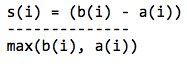 s(i) = (b(i) - a(i))
--------------
max(b(i), a(i))